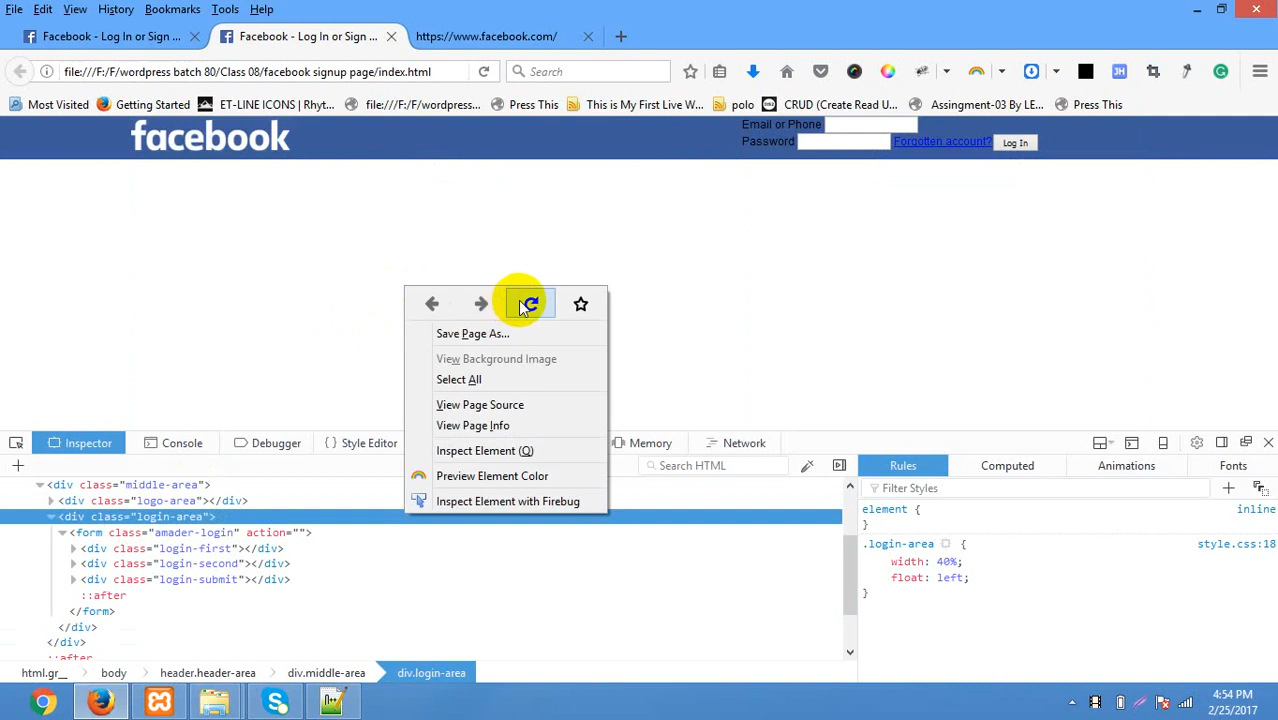 File Edit View History Bookmarks Tools Help
Facebook - Log In or Sign ... Facebook - Log In or Sign ... https://www.facebook.com/
file:///F:/F/wordpress batch 80/Class 08/facebook signup page/index.html Search JH
Most Visited Getting Started ET-LINE ICONS | Rhyt... file:///F:/F/wordpress... Press This This is My First Live W... polo CRUD (Create Read U... Assingment-03 By LE... Press This
facebook
Email or Phone
Password Forgotten account? Log In
Save Page As...
View Background Image
Select All
View Page Source
View Page Info
Inspect Element (Q)
Preview Element Color
Inspect Element with Firebug
Inspector Console Debugger { } Style Editor Memory Network
Search HTML
<div class="middle-area">
<div class="logo-area"></div>
<div class="login-area">
<form class="amader-login" action="">
<div class="login-first"></div>
<div class="login-second"></div>
<div class="login-submit"></div>
::after
</form>
</div>
</div>
::after
Rules Computed Animations Fonts
Filter Styles
element { inline
}
.login-area { style.css:18
width: 40%;
float: left;
}
html.gr__ body header.header-area div.middle-area div.login-area
4:54 PM
2/25/2017